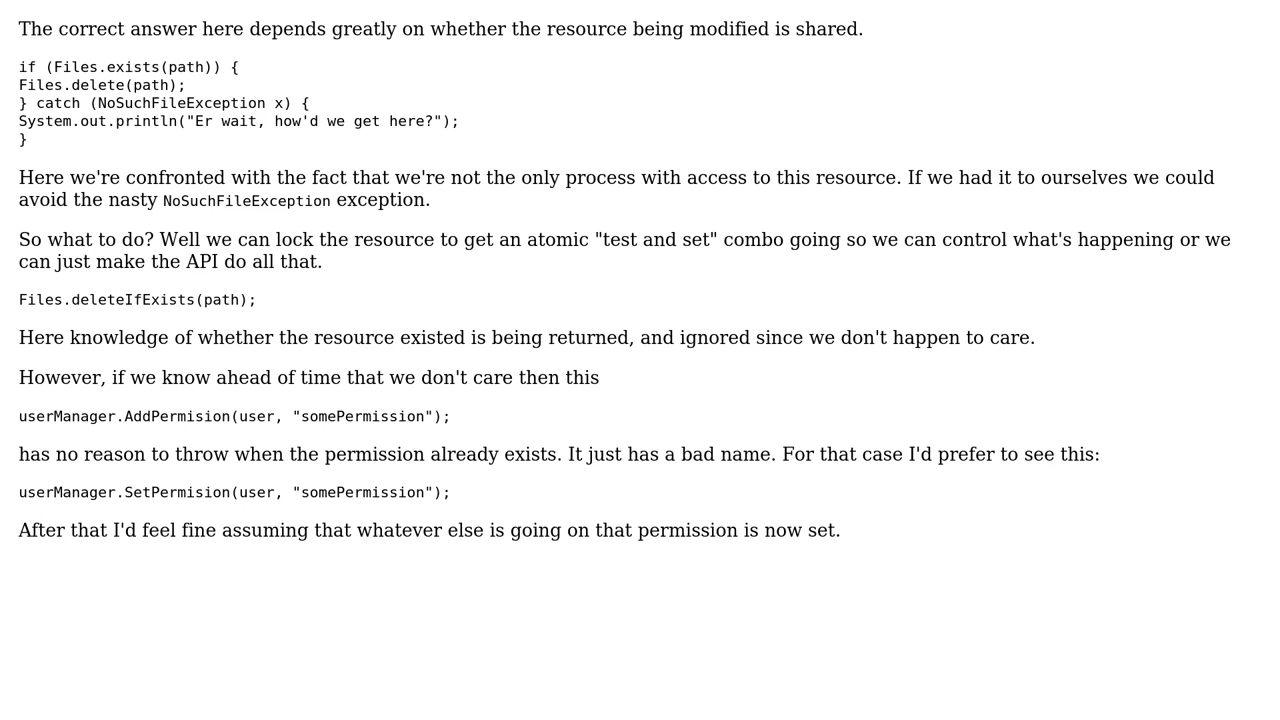 The correct answer here depends greatly on whether the resource being modified is shared.
if (Files.exists(path)) {
Files.delete(path);
} catch (NoSuchFileException x) {
System.out.println("Er wait, how'd we get here?");
}
Here we're confronted with the fact that we're not the only process with access to this resource. If we had it to ourselves we could
avoid the nasty NoSuchFileException exception.
So what to do? Well we can lock the resource to get an atomic "test and set" combo going so we can control what's happening or we
can just make the API do all that.
Files.deleteIfExists(path);
Here knowledge of whether the resource existed is being returned, and ignored since we don't happen to care.
However, if we know ahead of time that we don't care then this
userManager.AddPermision(user, "somePermission");
has no reason to throw when the permission already exists. It just has a bad name. For that case I'd prefer to see this:
userManager.SetPermision(user, "somePermission");
After that I'd feel fine assuming that whatever else is going on that permission is now set.